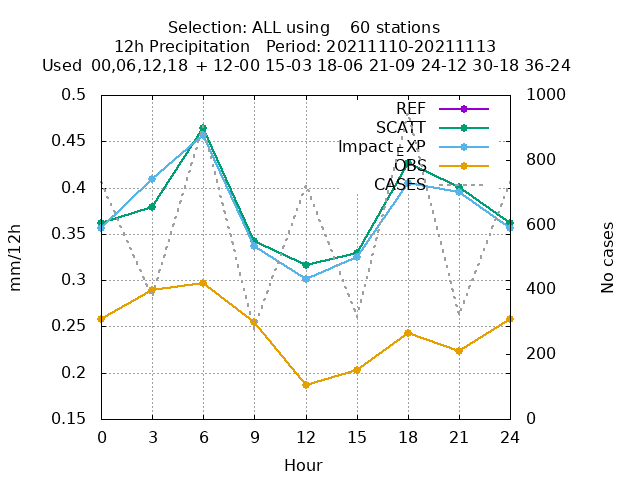 Selection: ALL using    60 stations
12h Precipitation   Period: 20211110-20211113
Used  00,06,12,18  + 12-00 15-03 18-06 21-09 24-12 30-18 36-24
0.5
0.45
0.4
0.35
0.3
0.25
0.2
0.15
mm/12h
REF
SCATT
Impact_EXP
OBS
CASES
1000
800
600
400
200
0
No cases
0 3 6 9 12 15 18 21 24
Hour